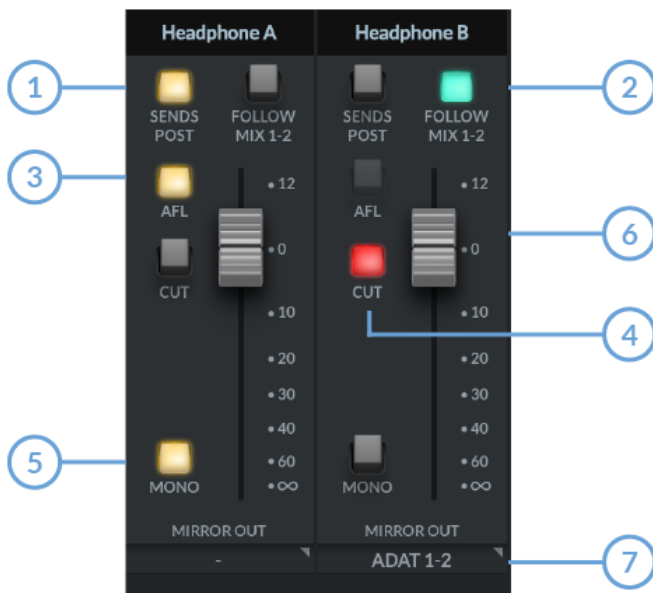 Headphone A
Headphone B
1
SENDS
POST
FOLLOW
MIX 1-2
SENDS
POST
FOLLOW
MIX 1-2
2
3
AFL
12
AFL
12
6
0
0
CUT
CUT
4
10
10
20
20
30
30
40
40
5
MONO
60
∞
MONO
60
∞
MIRROR OUT
MIRROR OUT
-
ADAT 1-2
7